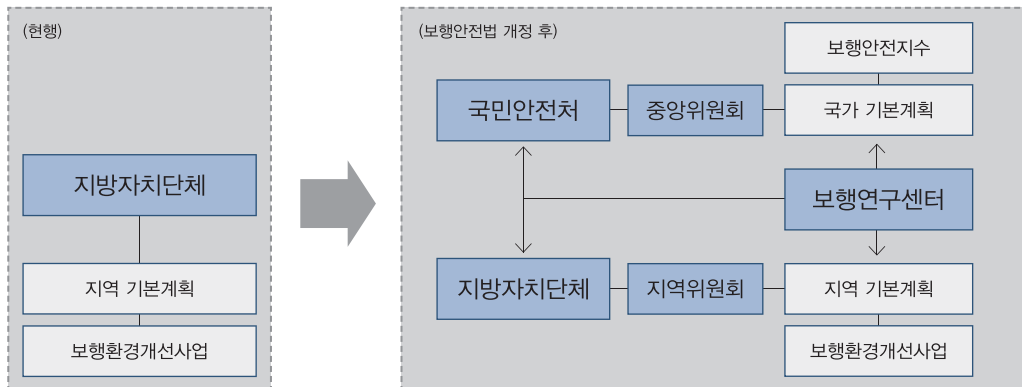 (현행)
지방자치단체
지역 기본계획
보행환경개선사업
(보행안전법 개정 후)
보행안전지수
국민안전처
중앙위원회
국가 기본계획
보행연구센터
지방자치단체
지역위원회
지역 기본계획
보행환경개선사업